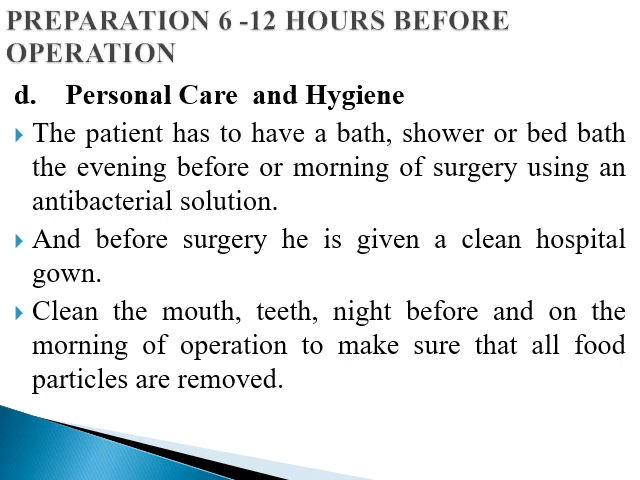 PREPARATION 6 -12 HOURS BEFORE
OPERATION
d. Personal Care and Hygiene
The patient has to have a bath, shower or bed bath
the evening before or morning of surgery using an
antibacterial solution.
And before surgery he is given a clean hospital
gown.
Clean the mouth, teeth, night before and on the
morning of operation to make sure that all food
particles are removed.